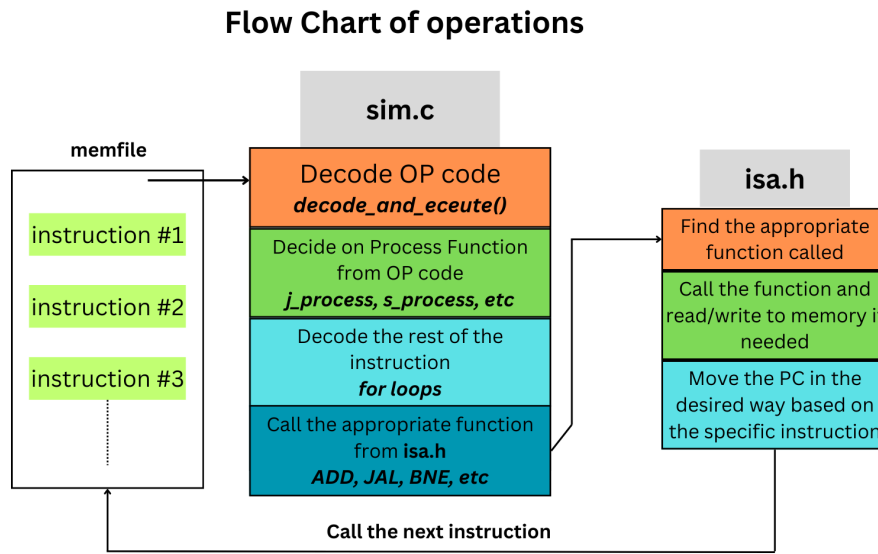 Flow Chart of operations
memfile
instruction #1
instruction #2
instruction #3
sim.c
Decode OP code
decode_and_eceute()
Decide on Process Function
from OP code
j_process, s_process, etc
Decode the rest of the
instruction
for loops
Call the appropriate function
from isa.h
ADD, JAL, BNE, etc
isa.h
Find the appropriate
function called
Call the function and
read/write to memory i
needed
Move the PC in the
desired way based on
the specific instruction
Call the next instruction